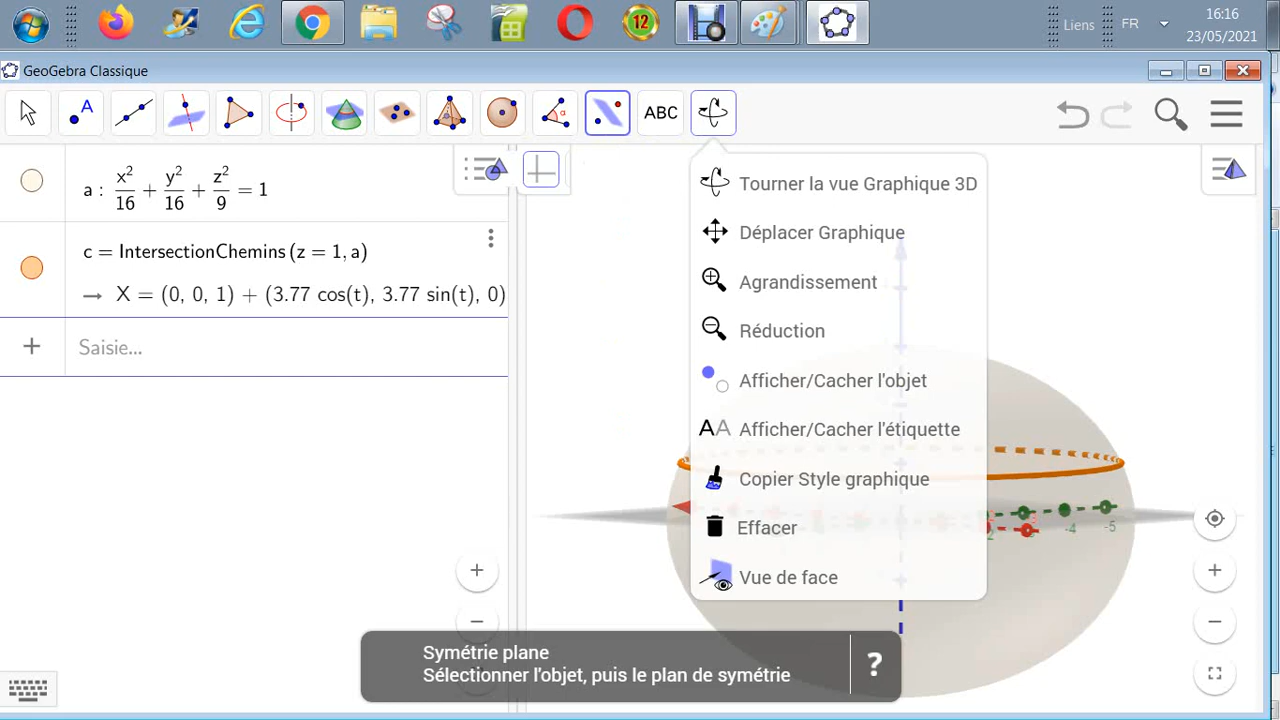 12
Liens
FR
16:16
23/05/2021
GeoGebra Classique
A
ABC
a : x²/16 + y²/16 + z²/9 = 1
c = IntersectionChemins (z = 1, a)
→ X = (0, 0, 1) + (3.77 cos(t), 3.77 sin(t), 0)
+ Saisie...
Tourner la vue Graphique 3D
Déplacer Graphique
Agrandissement
Réduction
Afficher/Cacher l'objet
AA Afficher/Cacher l'étiquette
Copier Style graphique
Effacer
Vue de face
-4
-5
Symétrie plane
Sélectionner l'objet, puis le plan de symétrie
?